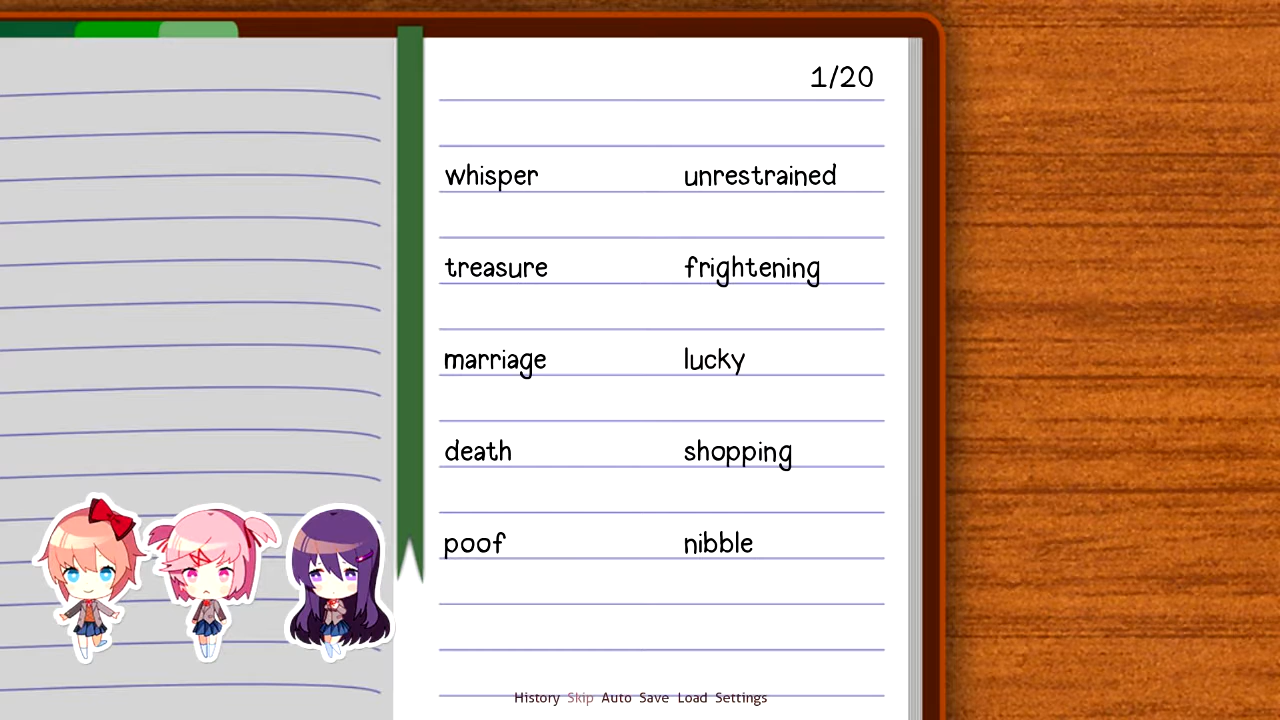 1/20
whisper unrestrained
treasure frightening
marriage lucky
death shopping
poof nibble
History Skip Auto Save Load Settings